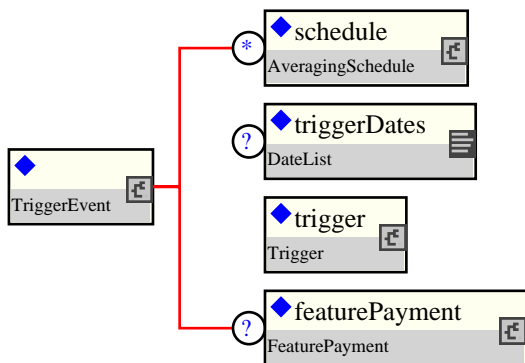 *
schedule
AveragingSchedule
?
triggerDates
DateList
TriggerEvent
trigger
Trigger
?
featurePayment
FeaturePayment